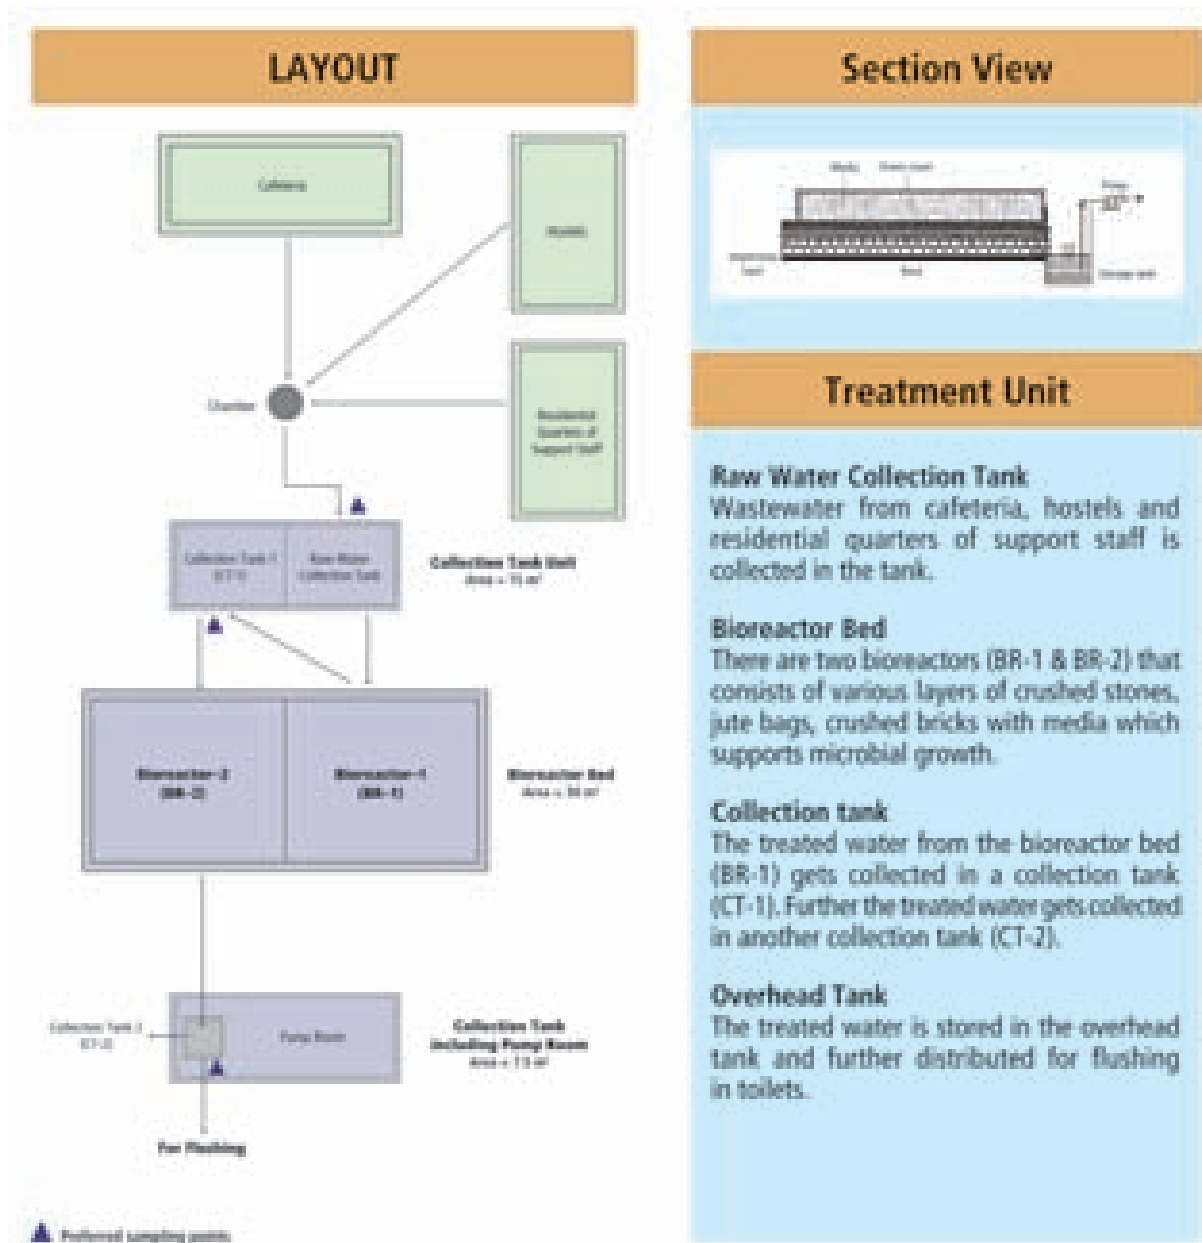 LAYOUT
Cafeteria
Hostels
Chamber
Residential
Quarters of
Support Staff
Collection Tank 1
(CT-1)
Raw Water
Collection Tank
Collection Tank Unit
Area = 15 m²
Bioreactor-2
(BR-2)
Bioreactor-1
(BR-1)
Bioreactor Bed
Collection Tank 2
(CT-2)
Pump Room
Collection Tank
including Pump Room
For Flushing
Preferred sampling points
Section View
Treatment Unit
Raw Water Collection Tank
Wastewater from cafeteria, hostels and
residential quarters of support staff is
collected in the tank.
Bioreactor Bed
There are two bioreactors (BR-1 & BR-2) that
consists of various layers of crushed stones,
jute bags, crushed bricks with media which
supports microbial growth.
Collection tank
The treated water from the bioreactor bed
(BR-1) gets collected in a collection tank
(CT-1). Further the treated water gets collected
in another collection tank (CT-2).
Overhead Tank
The treated water is stored in the overhead
tank and further distributed for flushing
in toilets.